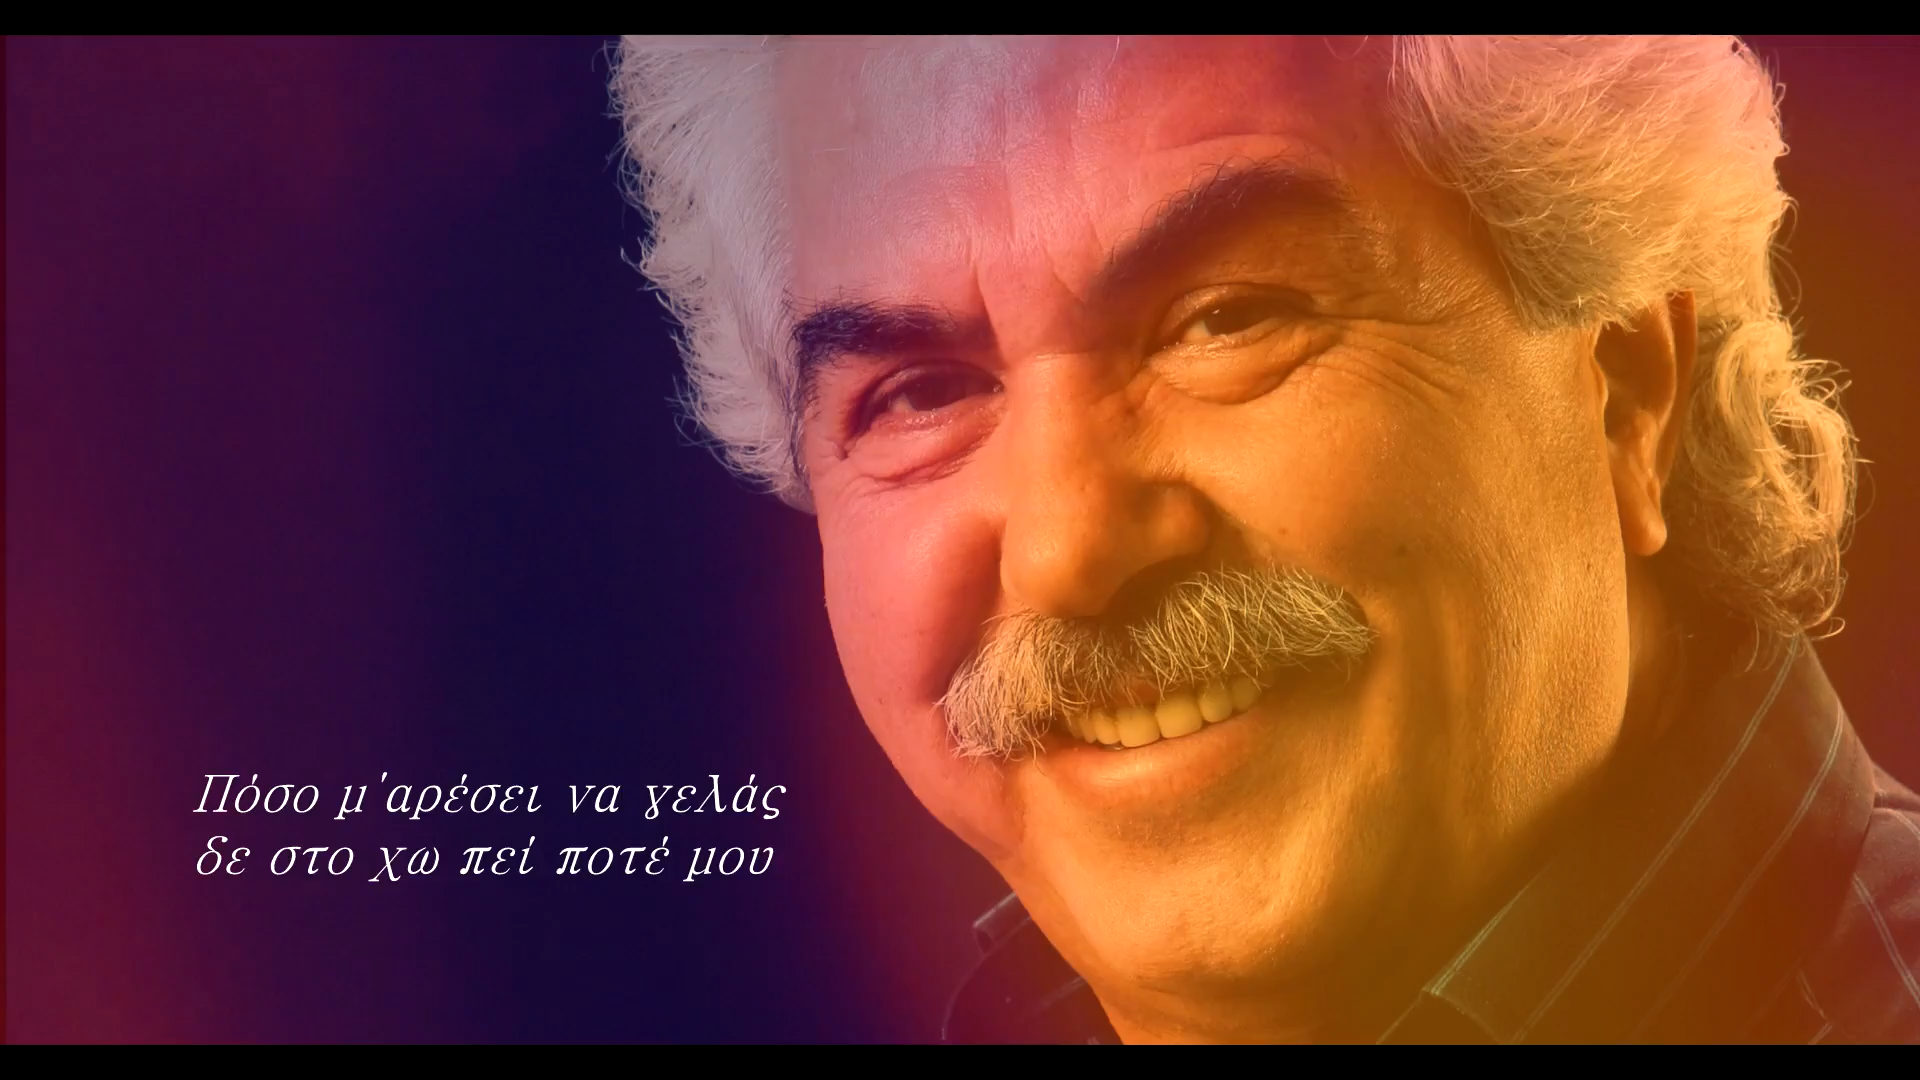 Πόσο μ'αρέσει να γελάς
δε στο χω πεί ποτέ μου